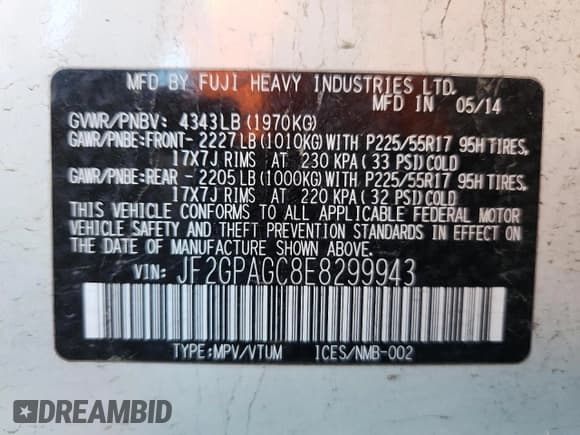 MFD BY FUJI HEAVY INDUSTRIES LTD.
MFD IN 05/14
GVWR/PNBV: 4343LB(1970KG)
GAWR/PNBE:FRONT- 2227LB(1010KG)WITH P225/55R17 95H TIRES,
17X7J RIMS AT 230 KPA(33 PSI)COLD
GAWR/PNBE:REAR - 2205LB(1000KG)WITH P225/55R17 95H TIRES,
17X7J RIMS AT 220 KPA(32 PSI)COLD
THIS VEHICLE CONFORMS TO ALL APPLICABLE FEDERAL MOTOR
VEHICLE SAFETY AND THEFT PREVENTION STANDARDS IN EFFECT
ON THE DATE OF MANUFACTURE SHOWN ABOVE.
VIN: JF2GPAGC8E8299943
TYPE:MPV/VTUM ICES/NMB-002
DREAMBID